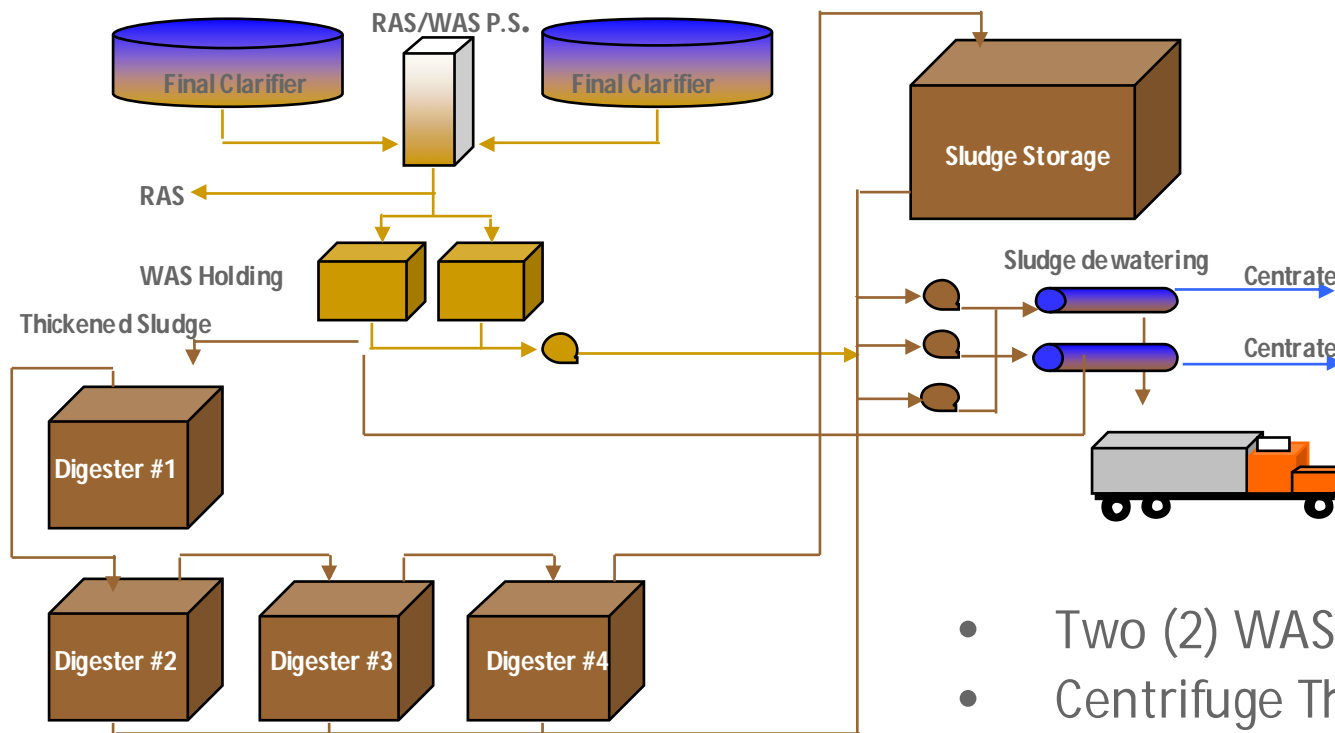 RAS/WAS P.S.
Final Clarifier
Final Clarifier
Sludge Storage
RAS
WAS Holding
Sludge dewatering
Centrate
Thickened Sludge
Centrate
Digester #1
Digester #2
Digester #3
Digester #4
• Two (2) WAS
• Centrifuge Th